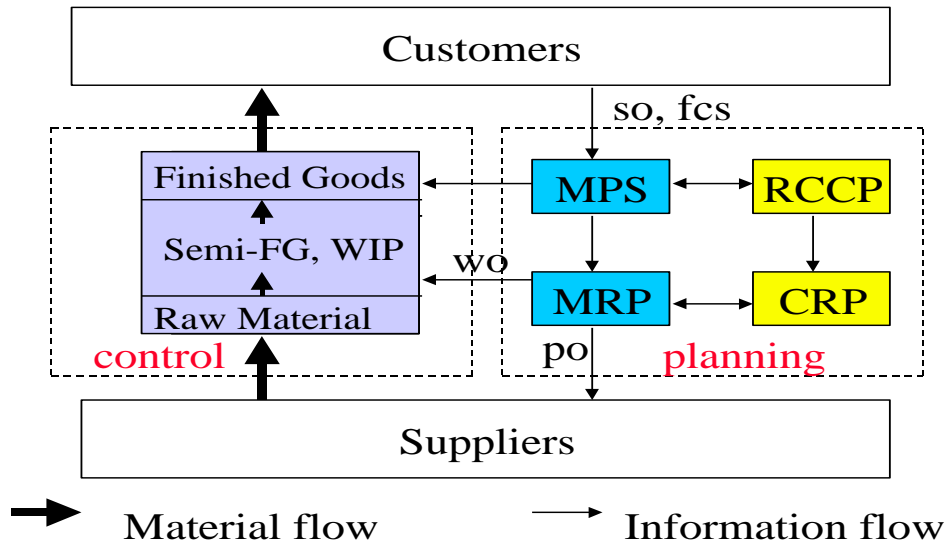 Customers
so, fcs
Finished Goods
MPS
RCCP
Semi-FG, WIP
wo
MRP
CRP
Raw Material
control
po
planning
Suppliers
Material flow
Information flow